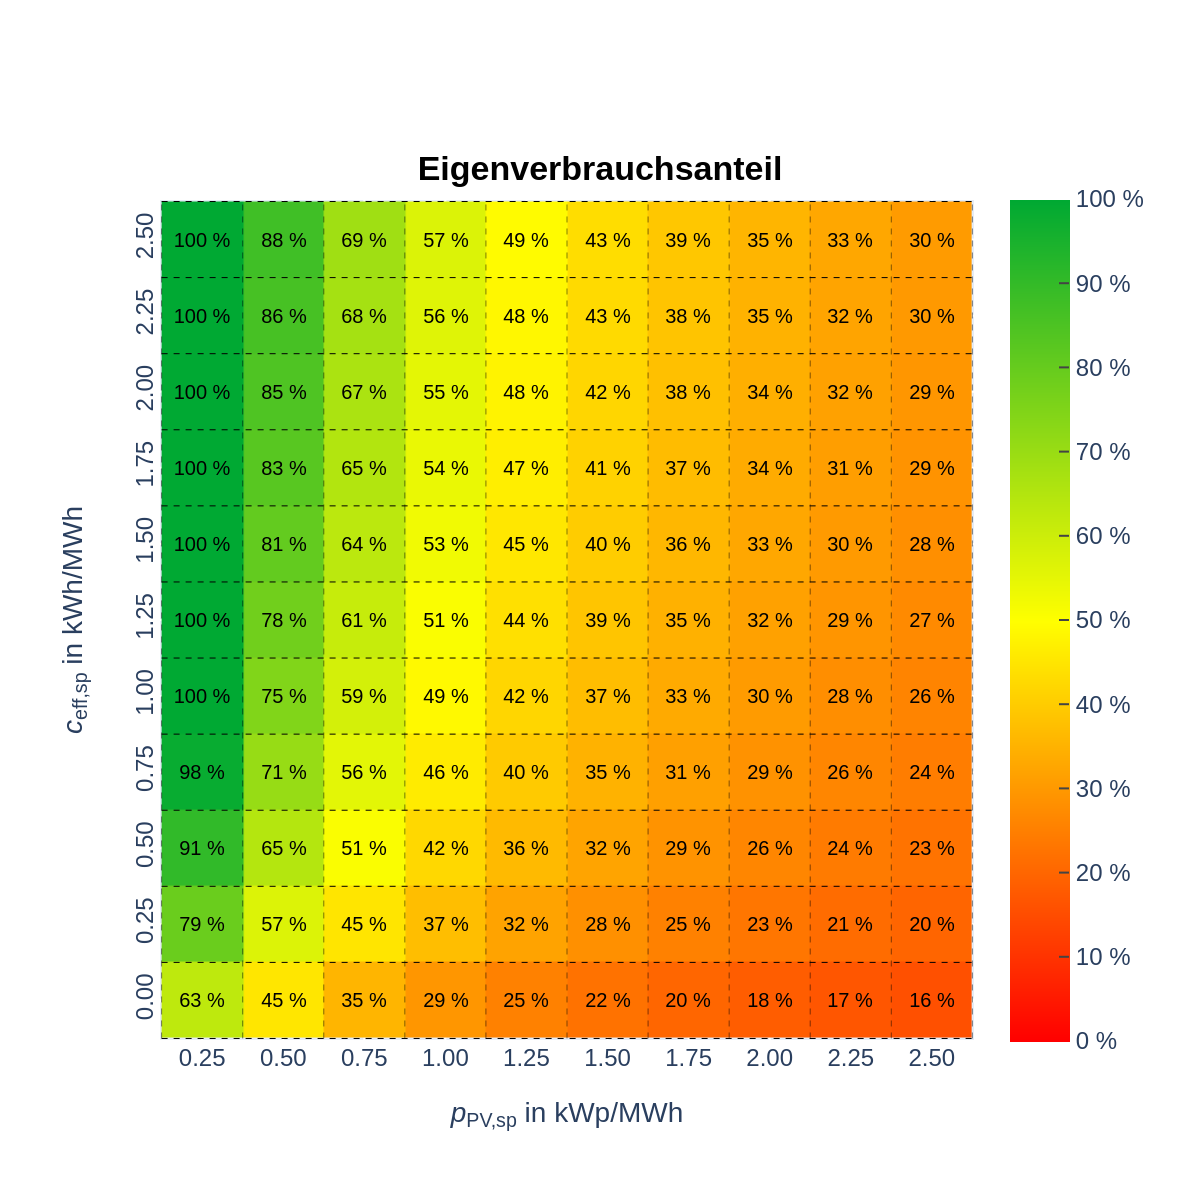 Eigenverbrauchsanteil
2.50 100 % 88 % 69 % 57 % 49 % 43 % 39 % 35 % 33 % 30 %
2.25 100 % 86 % 68 % 56 % 48 % 43 % 38 % 35 % 32 % 30 %
2.00 100 % 85 % 67 % 55 % 48 % 42 % 38 % 34 % 32 % 29 %
1.75 100 % 83 % 65 % 54 % 47 % 41 % 37 % 34 % 31 % 29 %
1.50 100 % 81 % 64 % 53 % 45 % 40 % 36 % 33 % 30 % 28 %
1.25 100 % 78 % 61 % 51 % 44 % 39 % 35 % 32 % 29 % 27 %
1.00 100 % 75 % 59 % 49 % 42 % 37 % 33 % 30 % 28 % 26 %
0.75 98 % 71 % 56 % 46 % 40 % 35 % 31 % 29 % 26 % 24 %
0.50 91 % 65 % 51 % 42 % 36 % 32 % 29 % 26 % 24 % 23 %
0.25 79 % 57 % 45 % 37 % 32 % 28 % 25 % 23 % 21 % 20 %
0.00 63 % 45 % 35 % 29 % 25 % 22 % 20 % 18 % 17 % 16 %
0.25 0.50 0.75 1.00 1.25 1.50 1.75 2.00 2.25 2.50
pPV,sp in kWp/MWh
ceff,sp in kWh/MWh
100 %
90 %
80 %
70 %
60 %
50 %
40 %
30 %
20 %
10 %
0 %